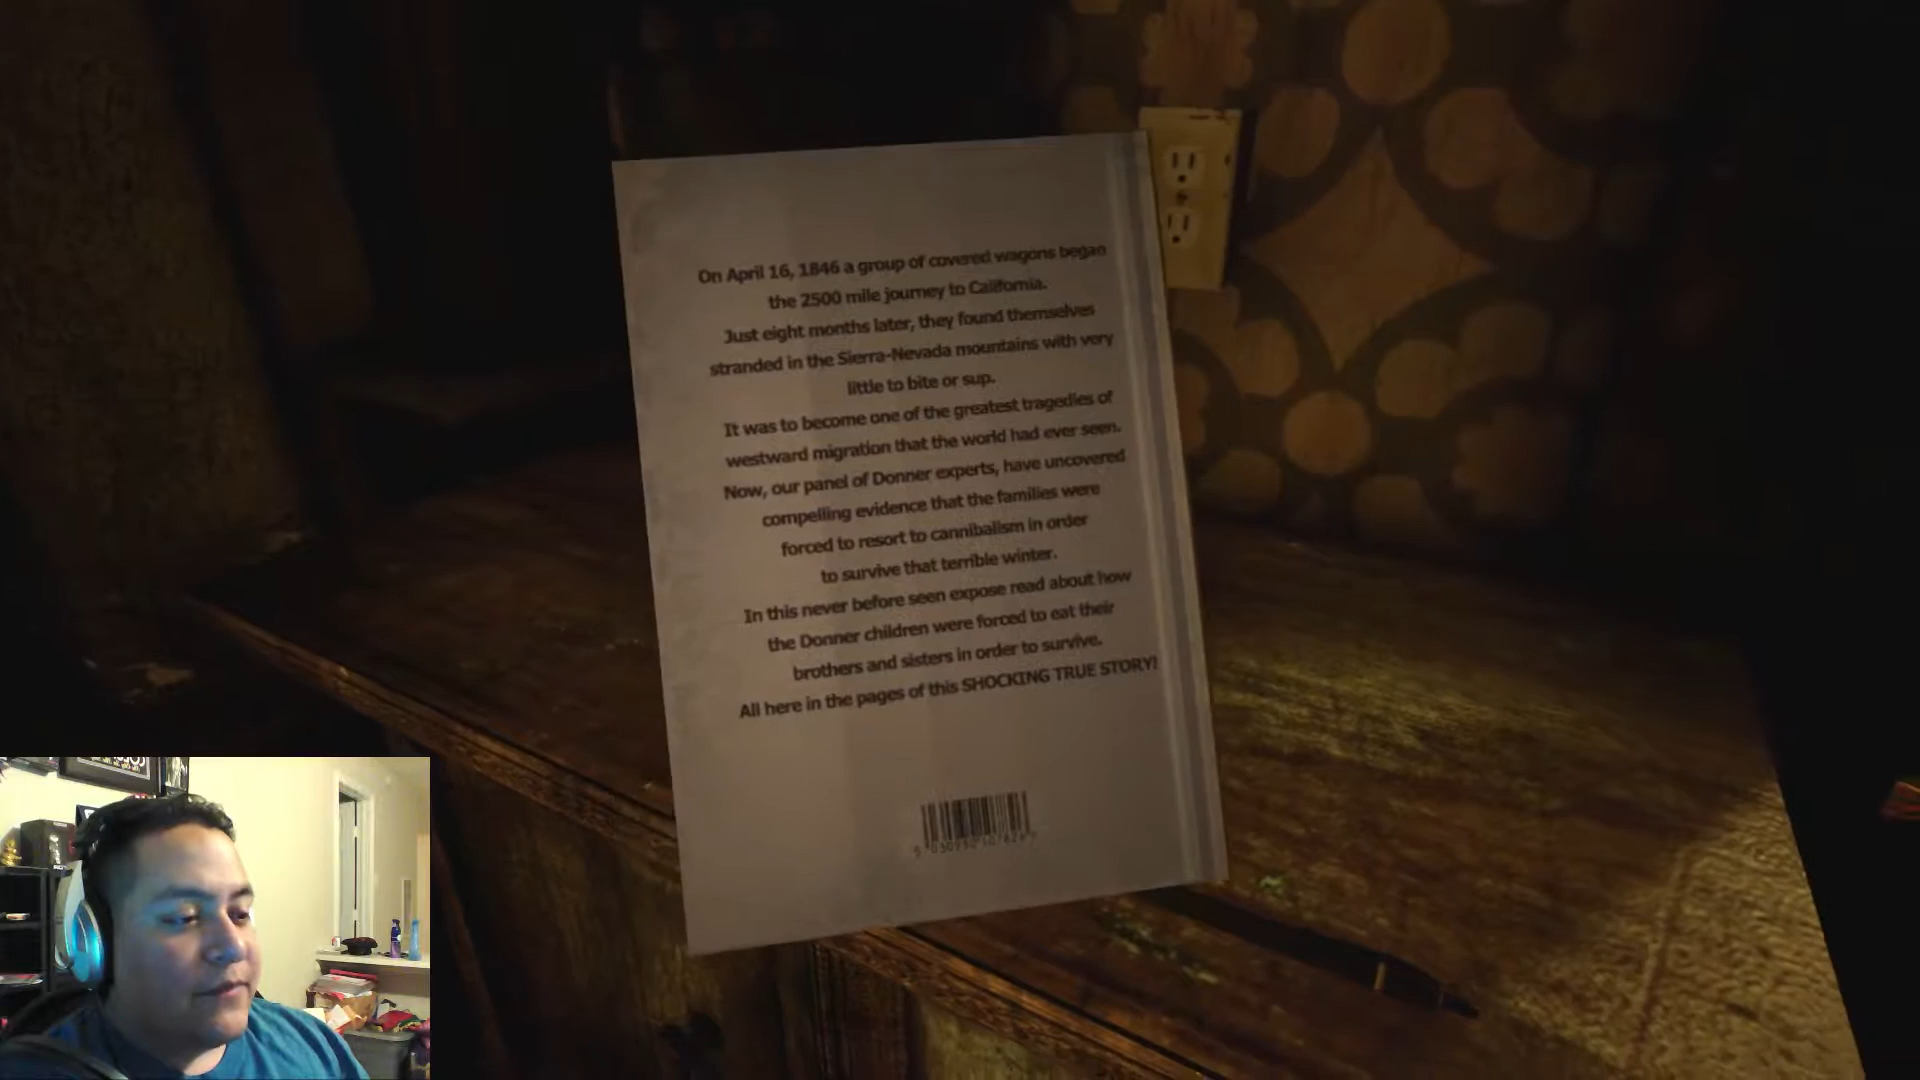 On April 16, 1846 a group of covered wagons began
the 2500 mile journey to California.
Just eight months later, they found themselves
stranded in the Sierra-Nevada mountains with very
little to bite or sup.
It was to become one of the greatest tragedies of
westward migration that the world had ever seen.
Now, our panel of Donner experts, have uncovered
compelling evidence that the families were
forced to resort to cannibalism in order
to survive that terrible winter.
In this never before seen expose read about how
the Donner children were forced to eat their
brothers and sisters in order to survive.
All here in the pages of this SHOCKING TRUE STORY!